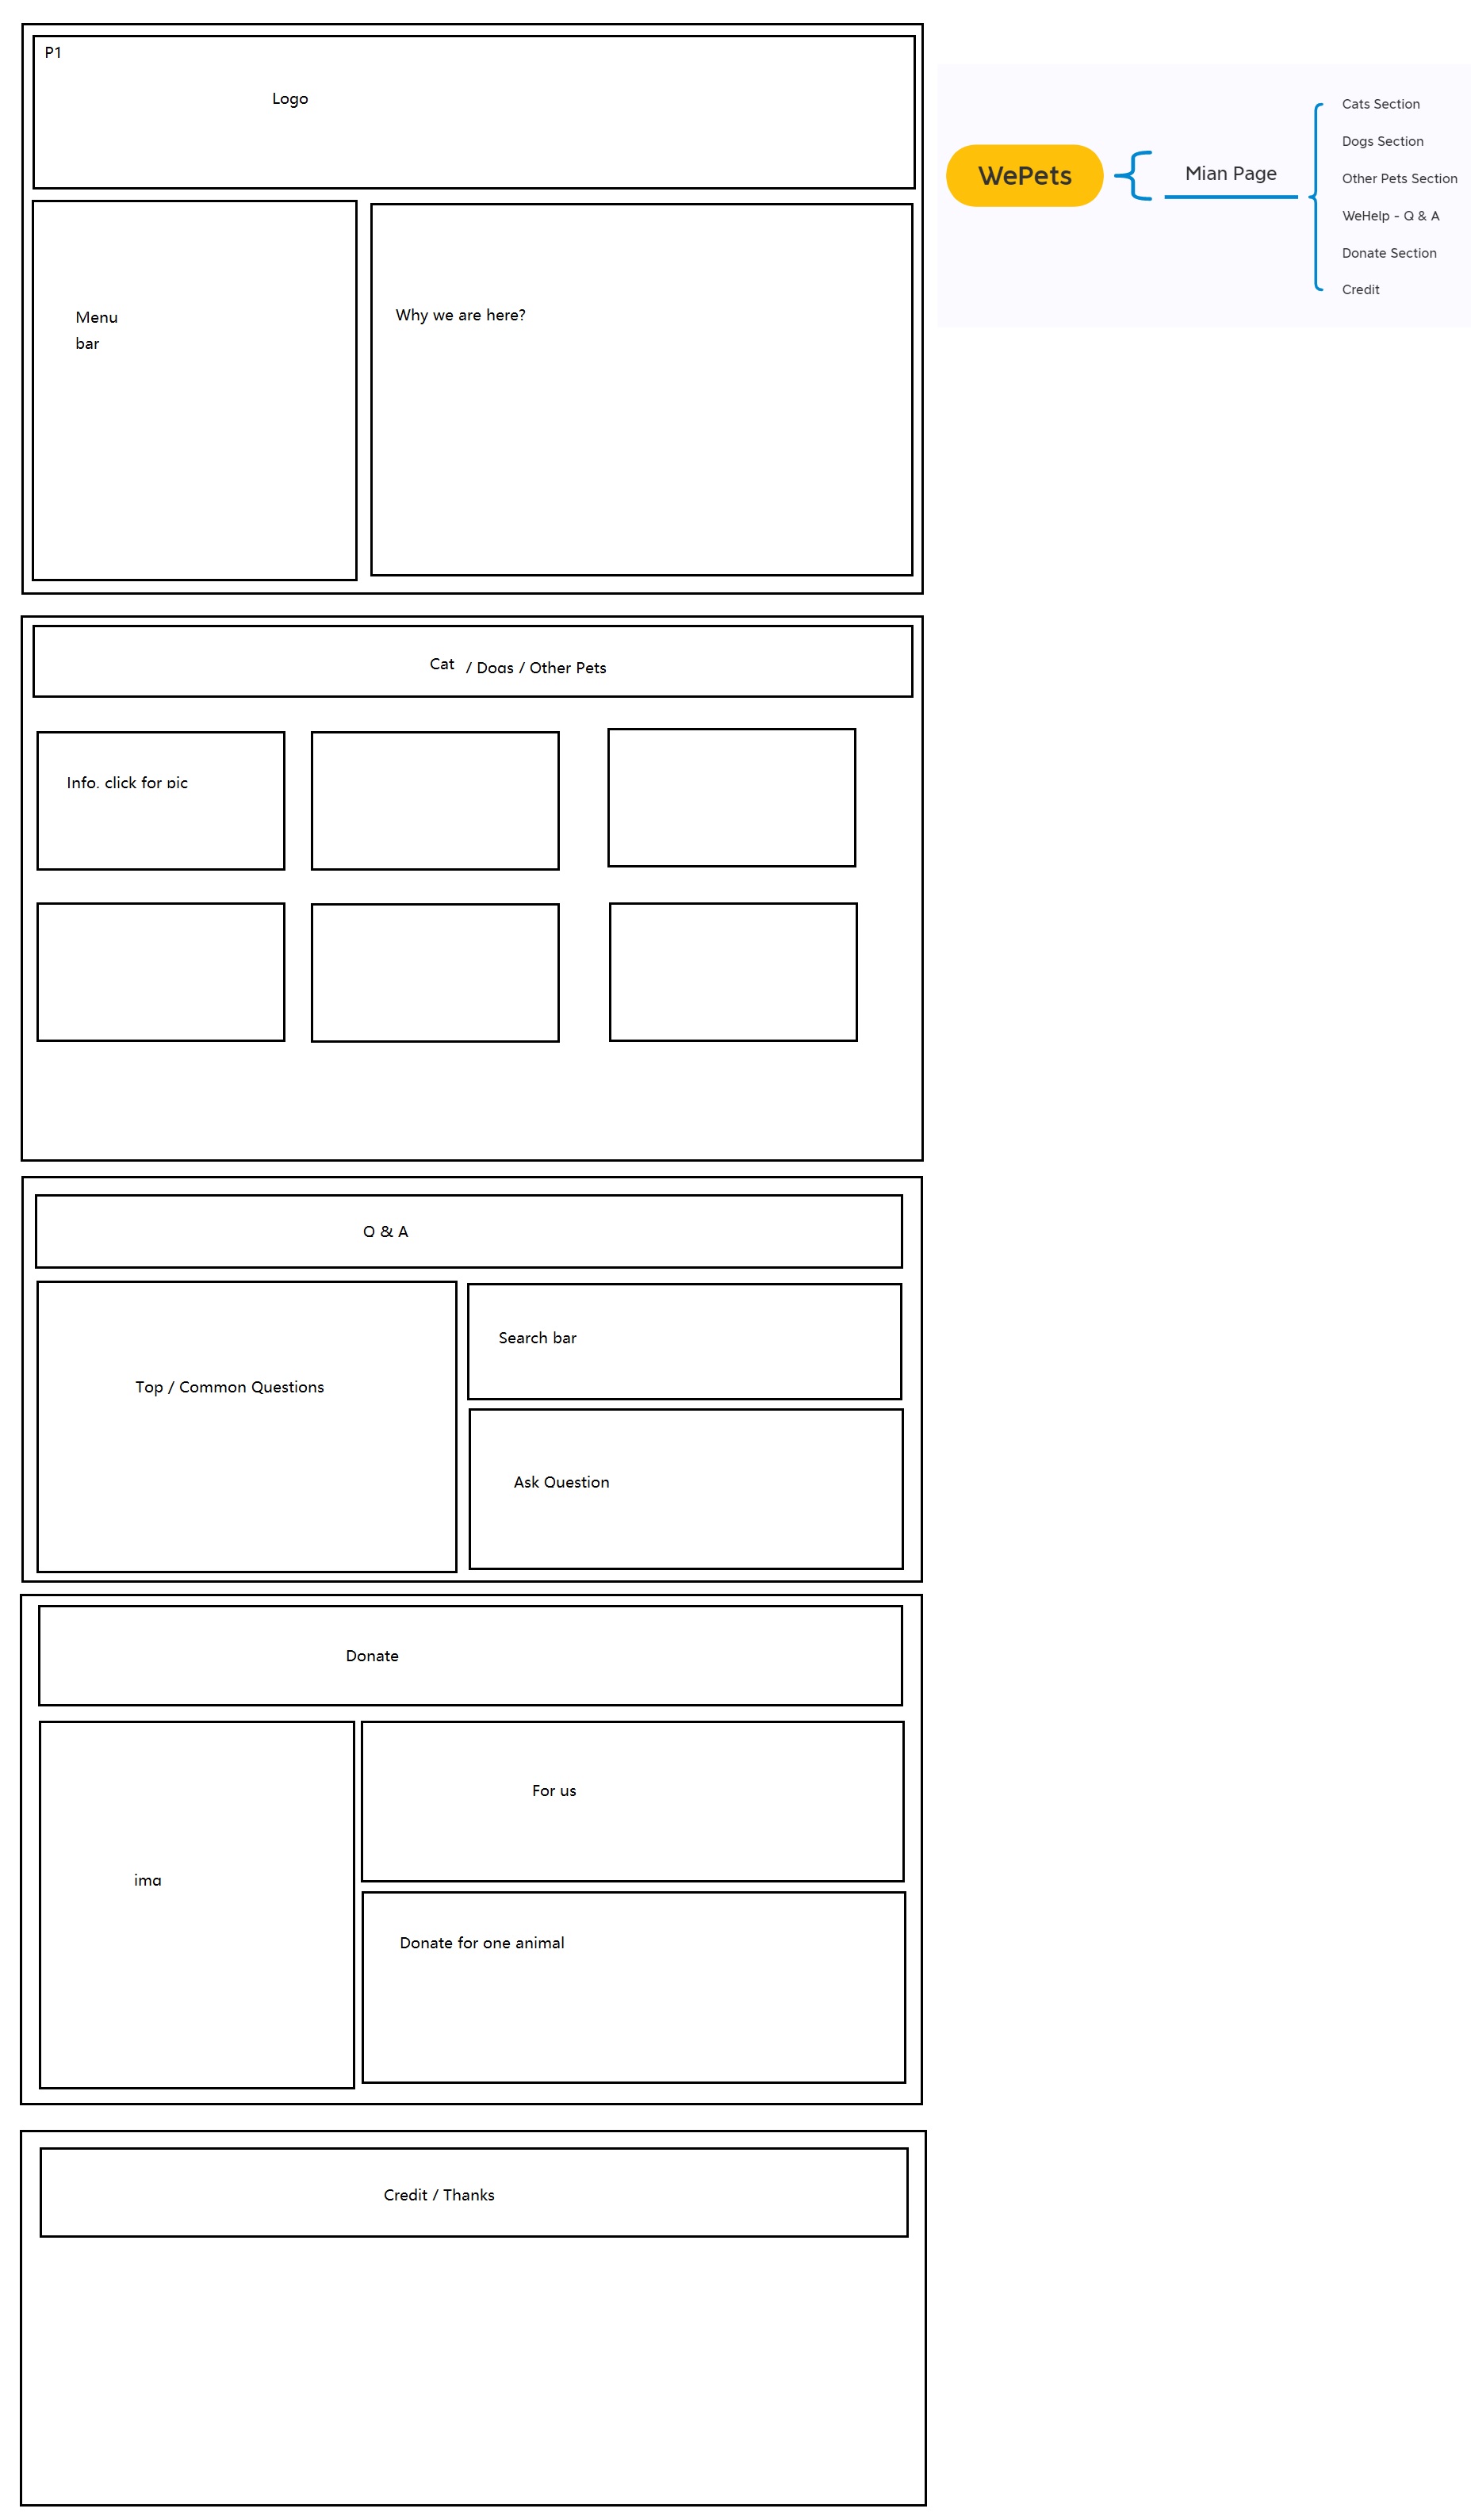 P1
Logo
Menu
bar
Why we are here?
WePets
Mian Page
Cats Section
Dogs Section
Other Pets Section
WeHelp - Q & A
Donate Section
Credit
Cat / Dogs / Other Pets
Info. click for pic
Q & A
Top / Common Questions
Search bar
Ask Question
Donate
img
For us
Donate for one animal
Credit / Thanks